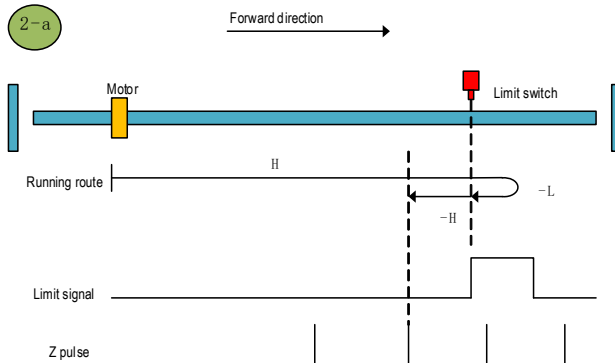 2-a
Forward direction
Motor
Limit switch
H
Running route
-L
-H
Limit signal
Z pulse